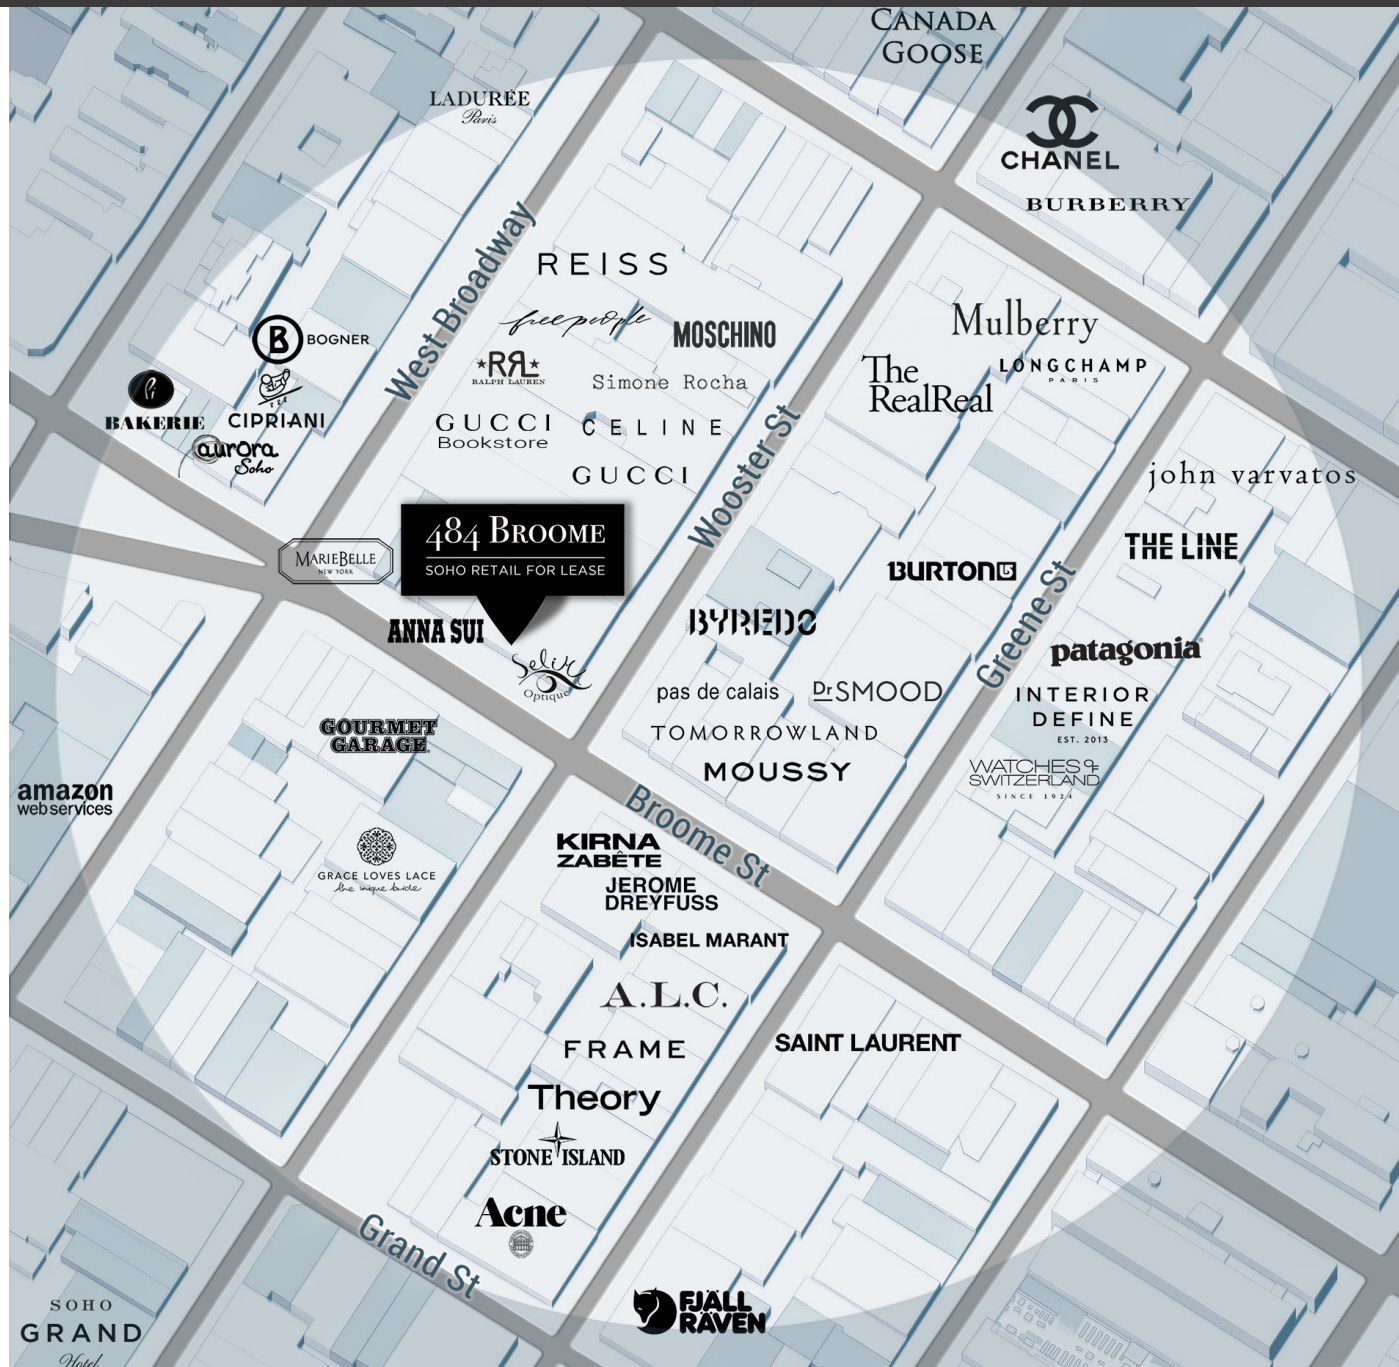 CANADA
GOOSE
LADURÉE
Paris
CHANEL
BURBERRY
West Broadway
REISS
free people
MOSCHINO
RRL
RALPH LAUREN
Simone Rocha
GUCCI
Bookstore
CELINE
GUCCI
B BOGNER
BAKERIE
CIPRIANI
aurora
Soho
Mulberry
The
RealReal
LONGCHAMP
PARIS
Wooster St
john varvatos
THE LINE
MARIEBELLE
NEW YORK
484 BROOME
SOHO RETAIL FOR LEASE
ANNA SUI
Selima
Optique
BURTON
BYREDO
Greene St
patagonia
pas de calais
Dr SMOOD
INTERIOR
DEFINE
EST. 2013
TOMORROWLAND
MOUSSY
WATCHES OF
SWITZERLAND
SINCE 1924
GOURMET
GARAGE
amazon
web services
Broome St
KIRNA
ZABÊTE
GRACE LOVES LACE
the unique bride
JEROME
DREYFUSS
ISABEL MARANT
A.L.C.
FRAME
SAINT LAURENT
Theory
STONE ISLAND
Acne
Grand St
SOHO
GRAND
Hotel
FJÄLL
RÄVEN